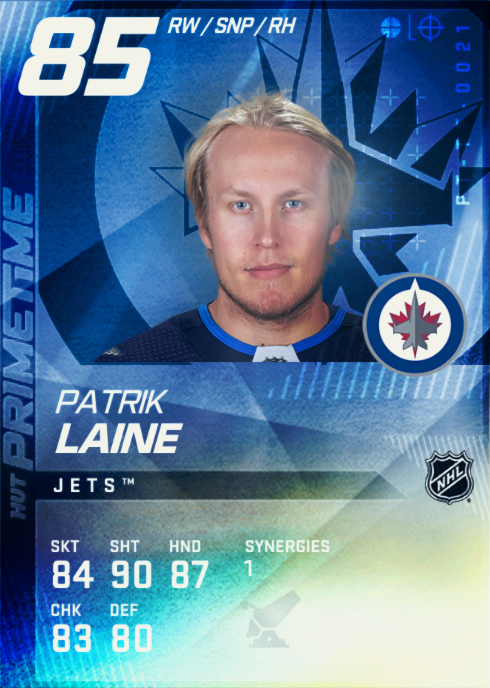 85
RW / SNP / RH
0021
HUT PRIMETIME
PATRIK
LAINE
JETS™
NHL
SKT SHT HND SYNERGIES
84 90 87 1
CHK DEF
83 80